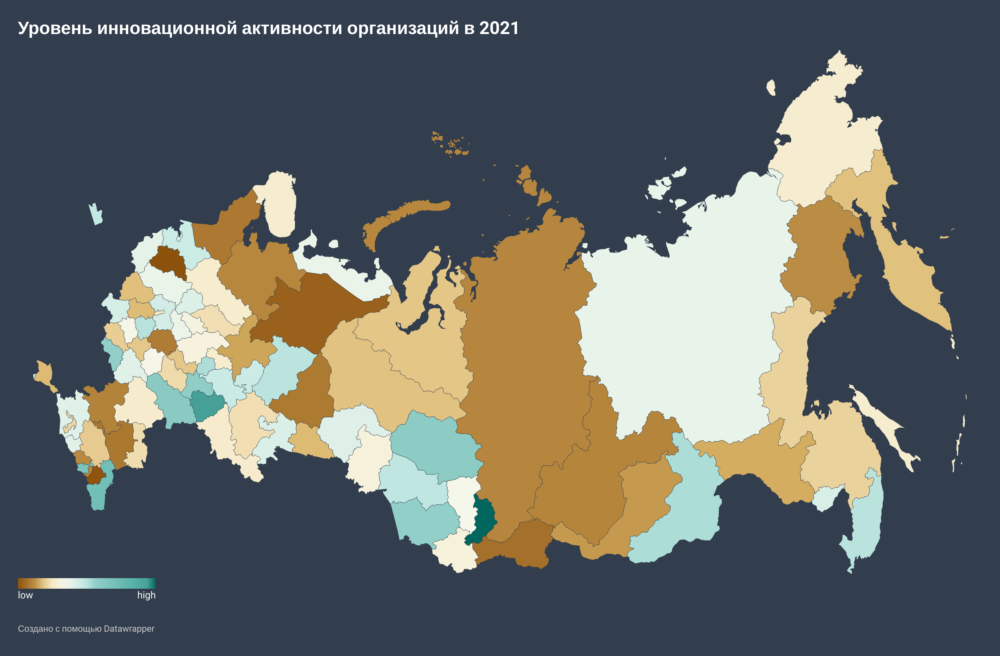 Уровень инновационной активности организаций в 2021
low high
Создано с помощью Datawrapper